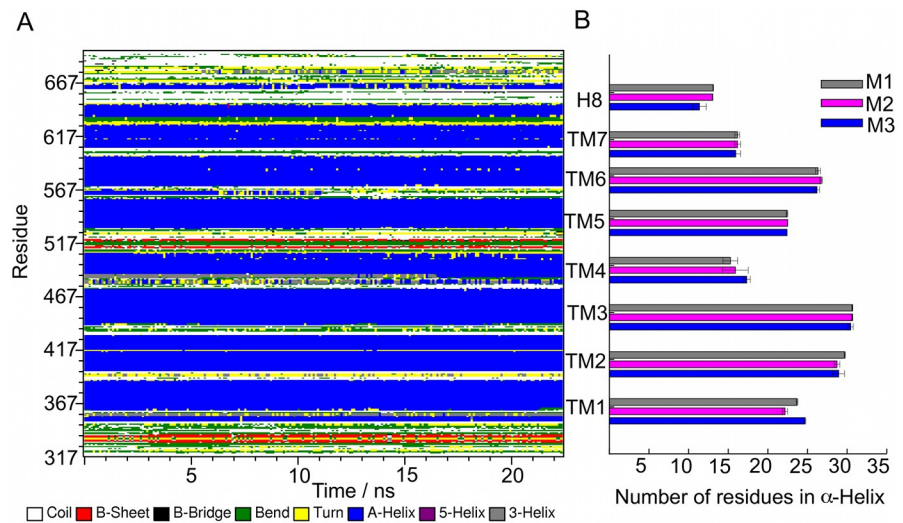 A
B
Residue
667
617
567
517
467
417
367
317
5
10
15
20
Time / ns
Coil B-Sheet B-Bridge Bend Turn A-Helix 5-Helix 3-Helix
M1
M2
M3
H8
TM7
TM6
TM5
TM4
TM3
TM2
TM1
5 10 15 20 25 30 35
Number of residues in α-Helix